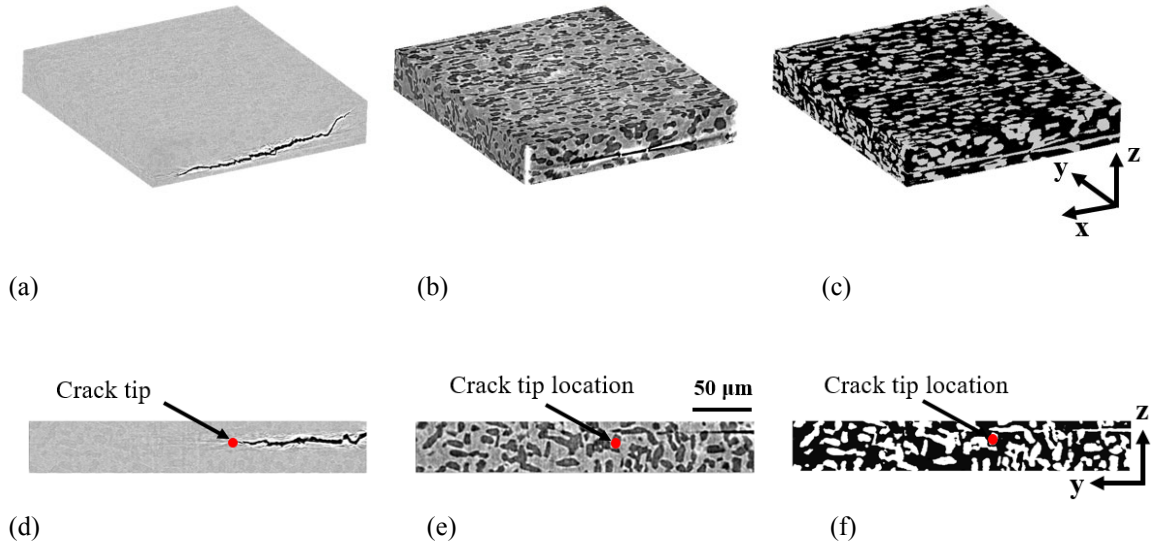 z
y
x
(a)
(b)
(c)
Crack tip
Crack tip location
50 μm
Crack tip location
z
y
(d)
(e)
(f)